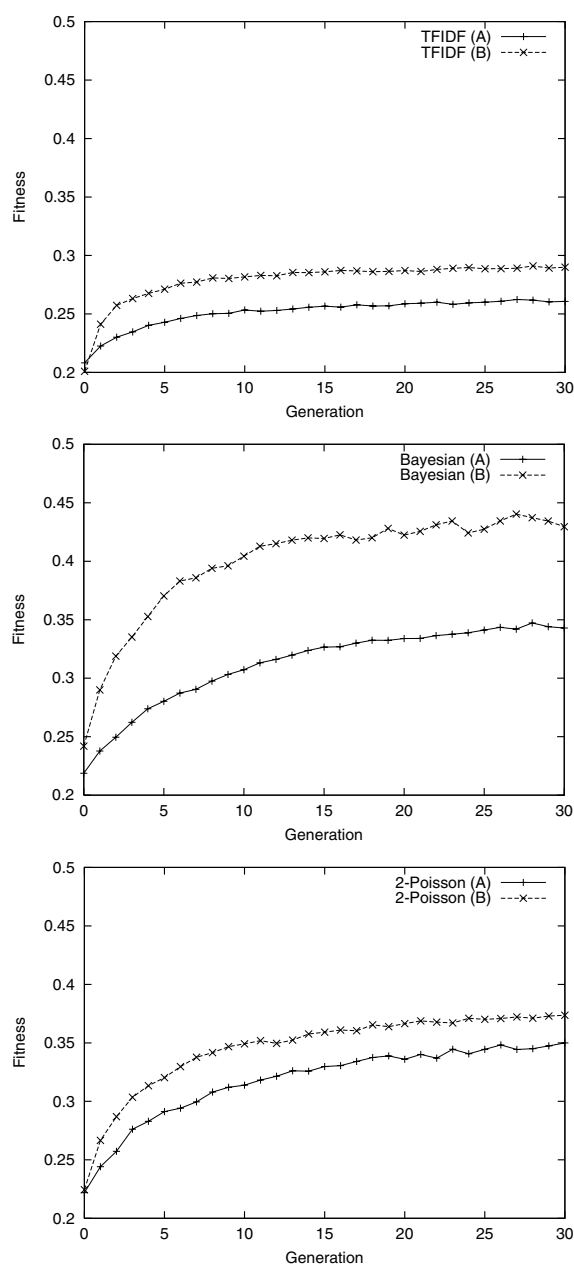 0.5
TFIDF (A)
TFIDF (B)
0.45
0.4
Fitness
0.35
0.3
0.25
0.2
0 5 10 15 20 25 30
Generation
0.5
Bayesian (A)
Bayesian (B)
0.45
0.4
Fitness
0.35
0.3
0.25
0.2
0 5 10 15 20 25 30
Generation
0.5
2-Poisson (A)
2-Poisson (B)
0.45
0.4
Fitness
0.35
0.3
0.25
0.2
0 5 10 15 20 25 30
Generation